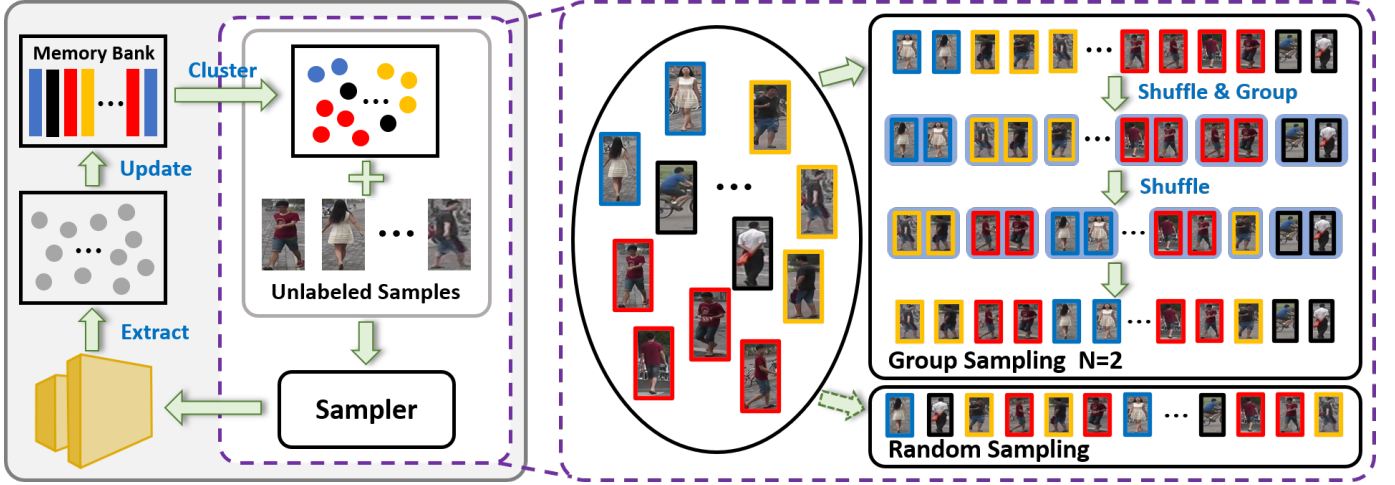 Memory Bank
Cluster
Update
Extract
Unlabeled Samples
Sampler
Shuffle & Group
Shuffle
Group Sampling N=2
Random Sampling